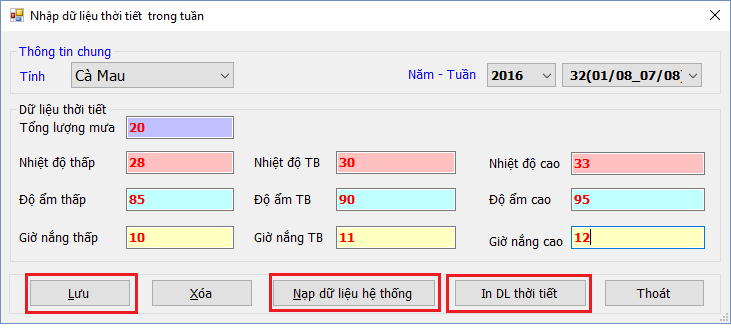 Nhập dữ liệu thời tiết trong tuần
Thông tin chung
Tỉnh Cà Mau Năm - Tuần 2016 32(01/08_07/08)
Dữ liệu thời tiết
Tổng lượng mưa 20
Nhiệt độ thấp 28 Nhiệt độ TB 30 Nhiệt độ cao 33
Độ ẩm thấp 85 Độ ẩm TB 90 Độ ẩm cao 95
Giờ nắng thấp 10 Giờ nắng TB 11 Giờ nắng cao 12
Lưu Xóa Nạp dữ liệu hệ thống In DL thời tiết Thoát